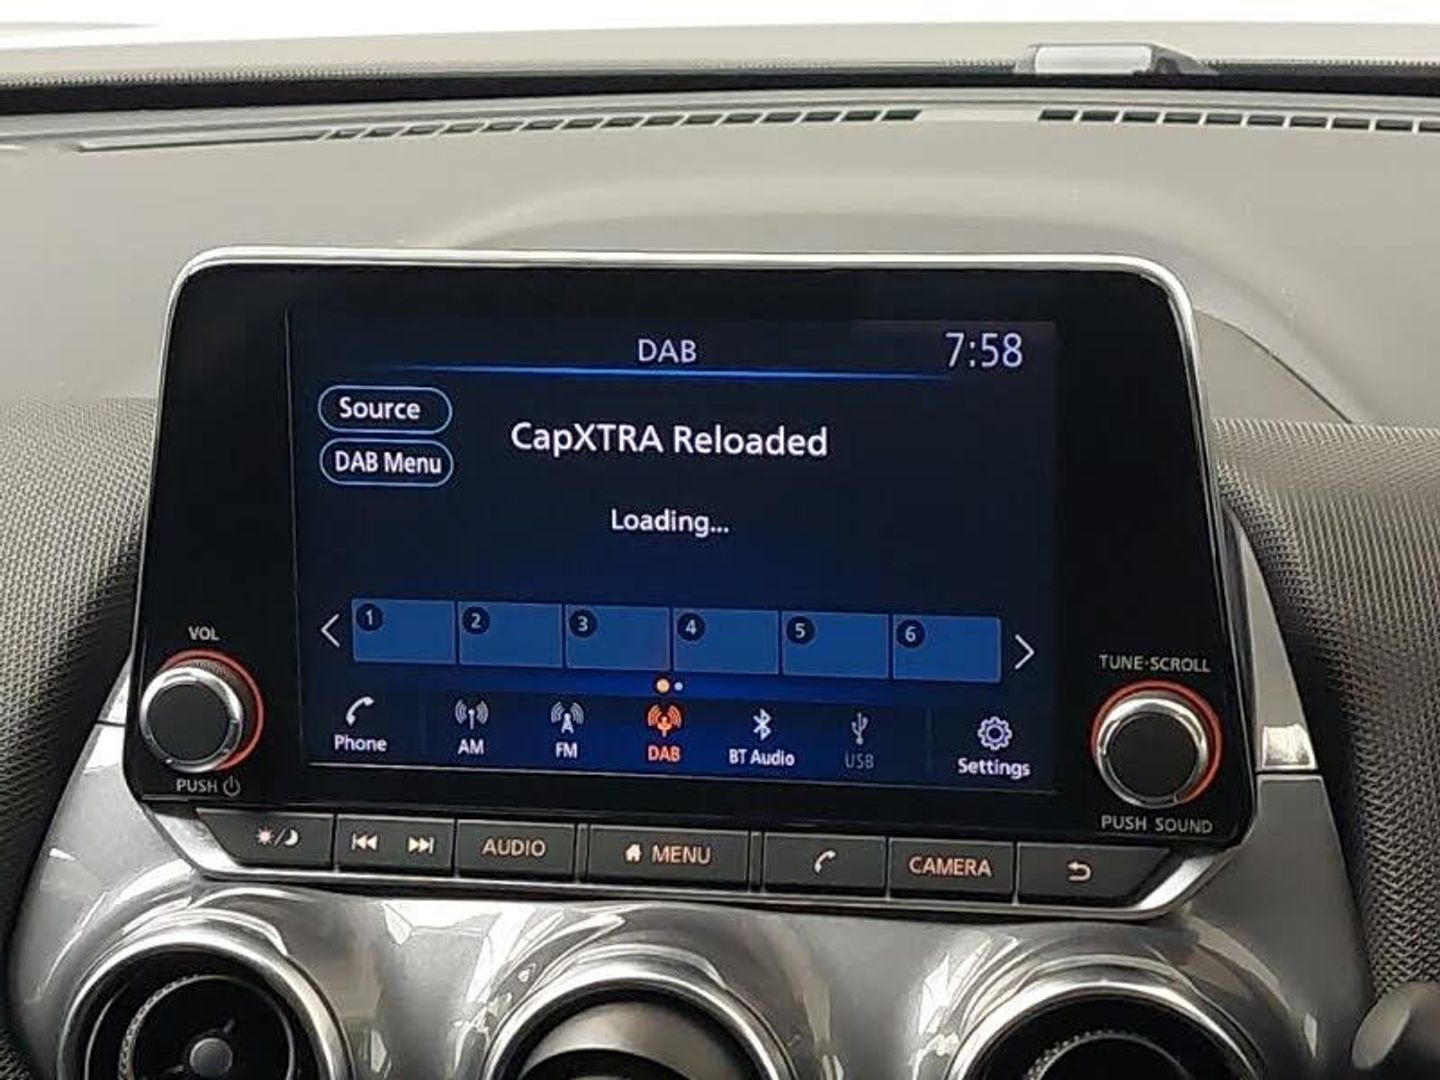 DAB
7:58
Source
DAB Menu
CapXTRA Reloaded
Loading...
1 2 3 4 5 6
VOL
PUSH
TUNE·SCROLL
PUSH SOUND
Phone
AM
FM
DAB
BT Audio
USB
Settings
AUDIO
MENU
CAMERA